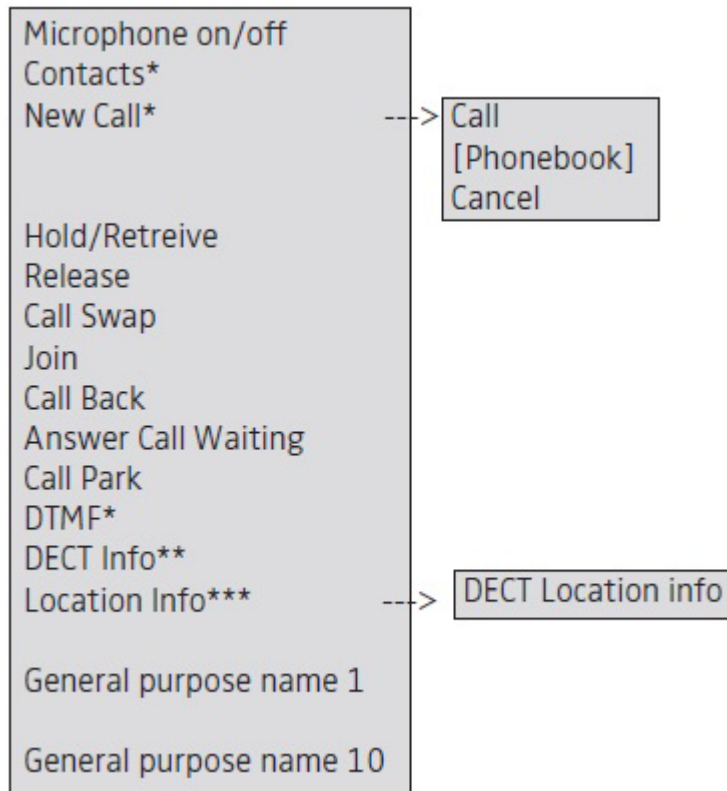 Microphone on/off
Contacts*
New Call* ---> Call
[Phonebook]
Cancel
Hold/Retreive
Release
Call Swap
Join
Call Back
Answer Call Waiting
Call Park
DTMF*
DECT Info**
Location Info*** ---> DECT Location info
General purpose name 1
General purpose name 10